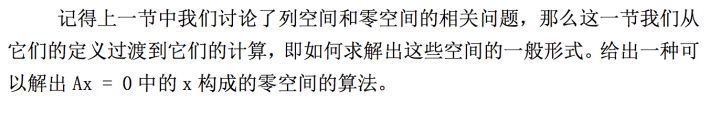 记得上一节中我们讨论了列空间和零空间的相关问题，那么这一节我们从
它们的定义过渡到它们的计算，即如何求解出这些空间的一般形式。给出一种可
以解出 Ax = 0 中的 x 构成的零空间的算法。